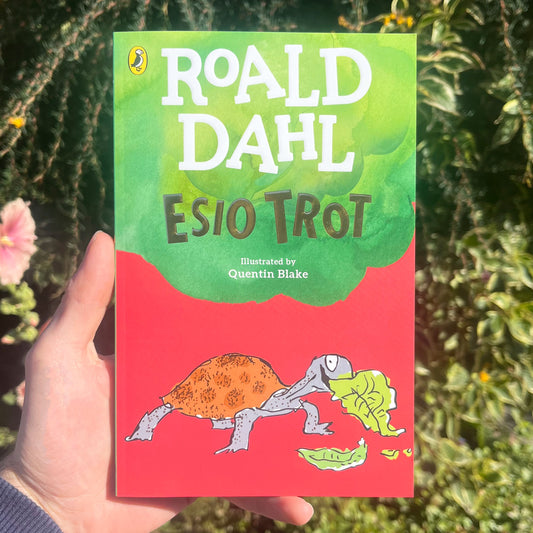 ROALD
DAHL
ESIO TROT
Illustrated by
Quentin Blake